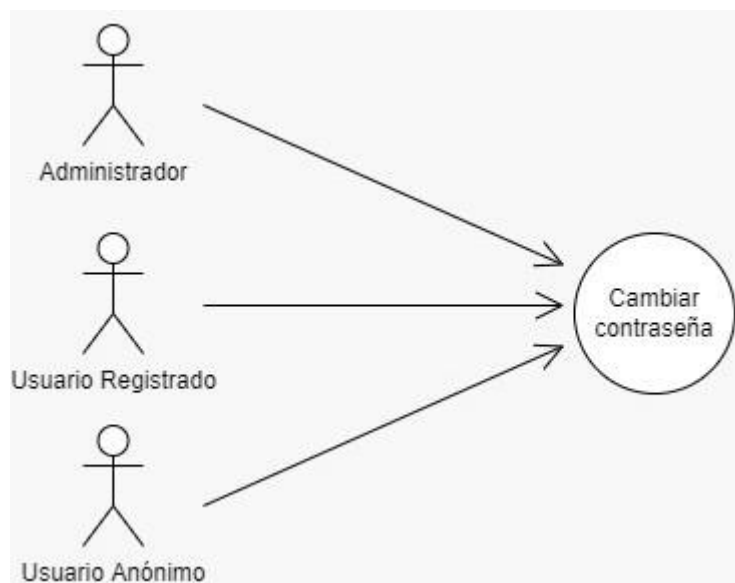 Administrador
Usuario Registrado
Cambiar
contraseña
Usuario Anónimo